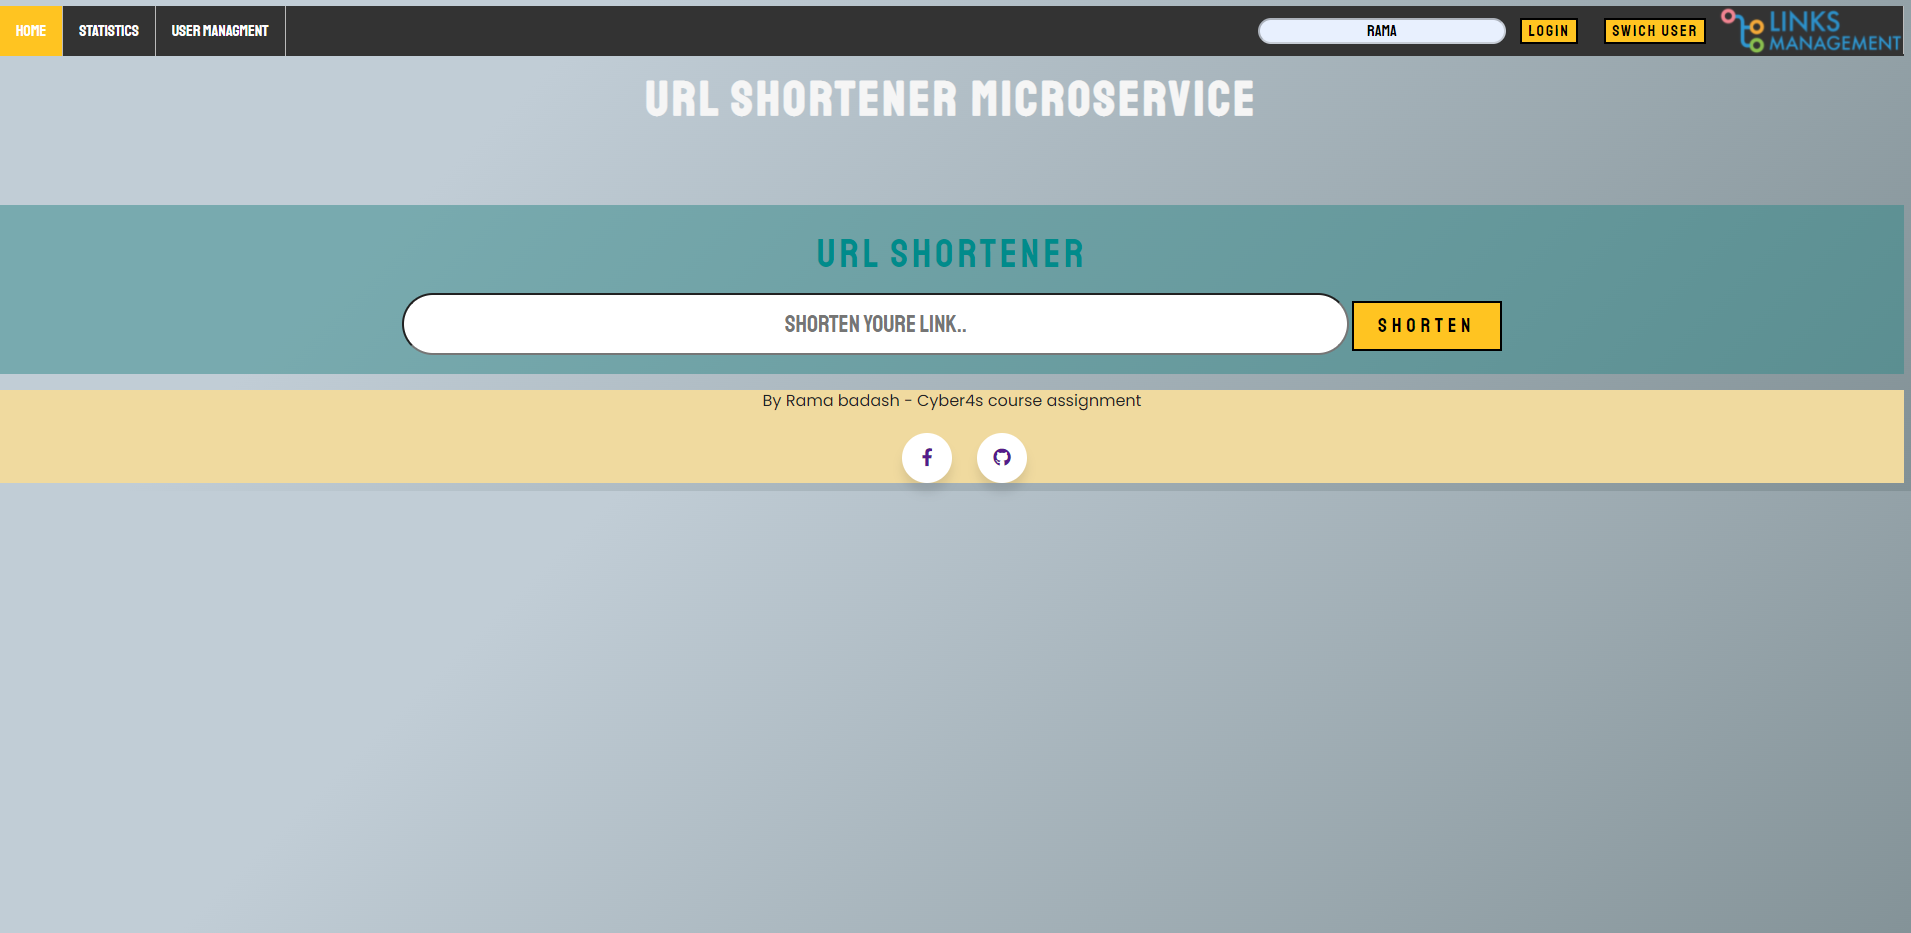 HOME STATISTICS USER MANAGMENT RAMA LOGIN SWICH USER LINKS
MANAGEMENT
URL SHORTENER MICROSERVICE
URL SHORTENER
SHORTEN YOURE LINK.. SHORTEN
By Rama badash - Cyber4s course assignment